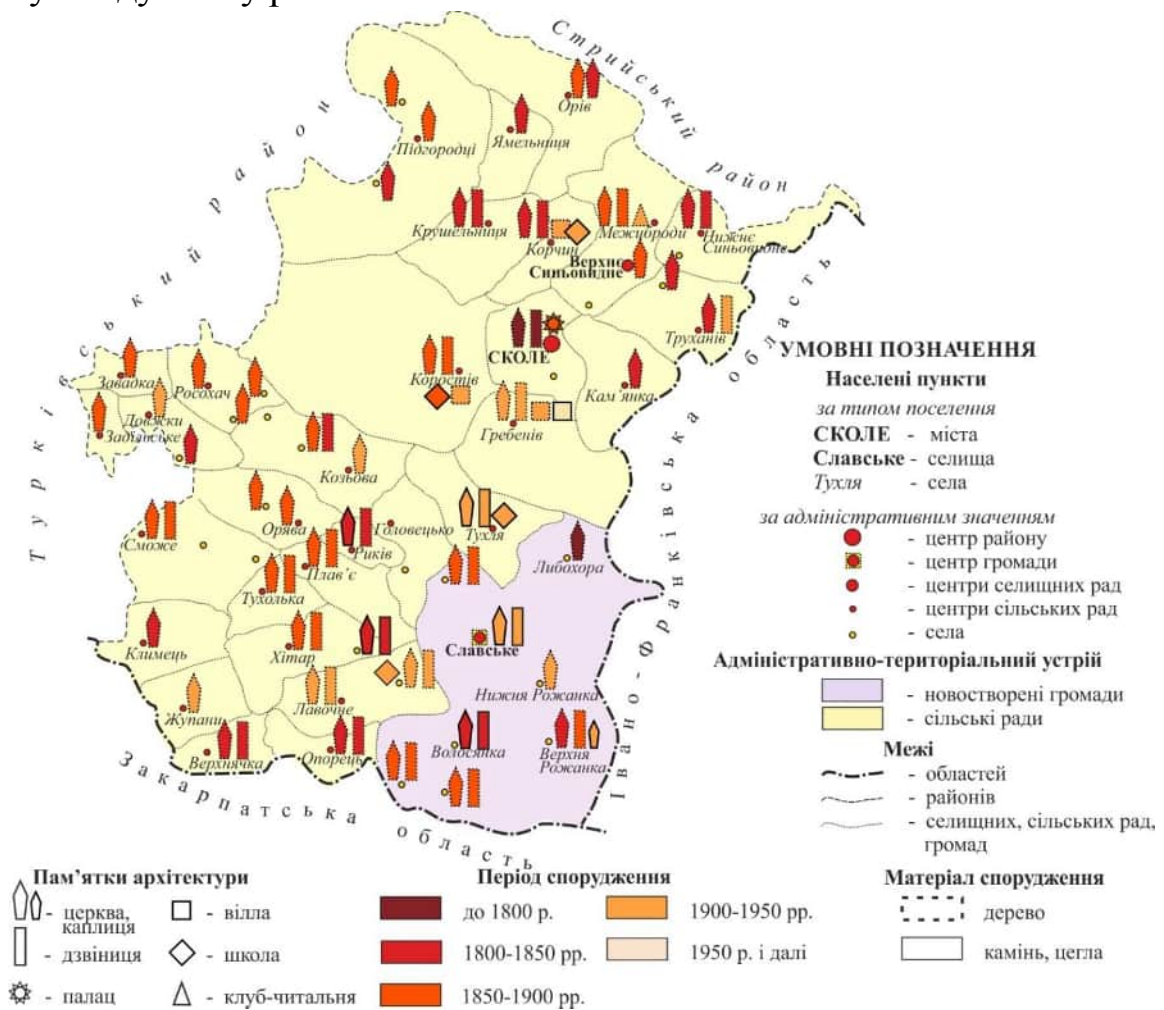 Стрийський район
Турківський район
Івано-Франківська область
Закарпатська область
Орів
Ямельниця
Підгородці
Крушельниця
Корчин
Межиброди
Нижнє
Синьовидне
Верхнє
Синьовидне
Труханів
СКОЛЕ
Кам’янка
Коростів
Гребенів
Завадка
Росохач
Довжки
Задільське
Козьова
Орява
Головецько
Тухля
Риків
Сможе
Плав’є
Тухолька
Либохора
Климець
Хітар
Славське
Нижня Рожанка
Жупани
Лавочне
Верхнячка
Опорець
Волосянка
Верхня
Рожанка
УМОВНІ ПОЗНАЧЕННЯ
Населені пункти
за типом поселення
СКОЛЕ - міста
Славське - селища
Тухля - села
за адміністративним значенням
- центр району
- центр громади
- центри селищних рад
- центри сільських рад
- села
Адміністративно-територіальний устрій
- новостворені громади
- сільські ради
Межі
- областей
- районів
- селищних, сільських рад,
громад
Пам’ятки архітектури
- церква,
каплиця
- дзвіниця
- палац
- вілла
- школа
- клуб-читальня
Період спорудження
до 1800 р.
1800-1850 рр.
1850-1900 рр.
1900-1950 рр.
1950 р. і далі
Матеріал спорудження
дерево
камінь, цегла